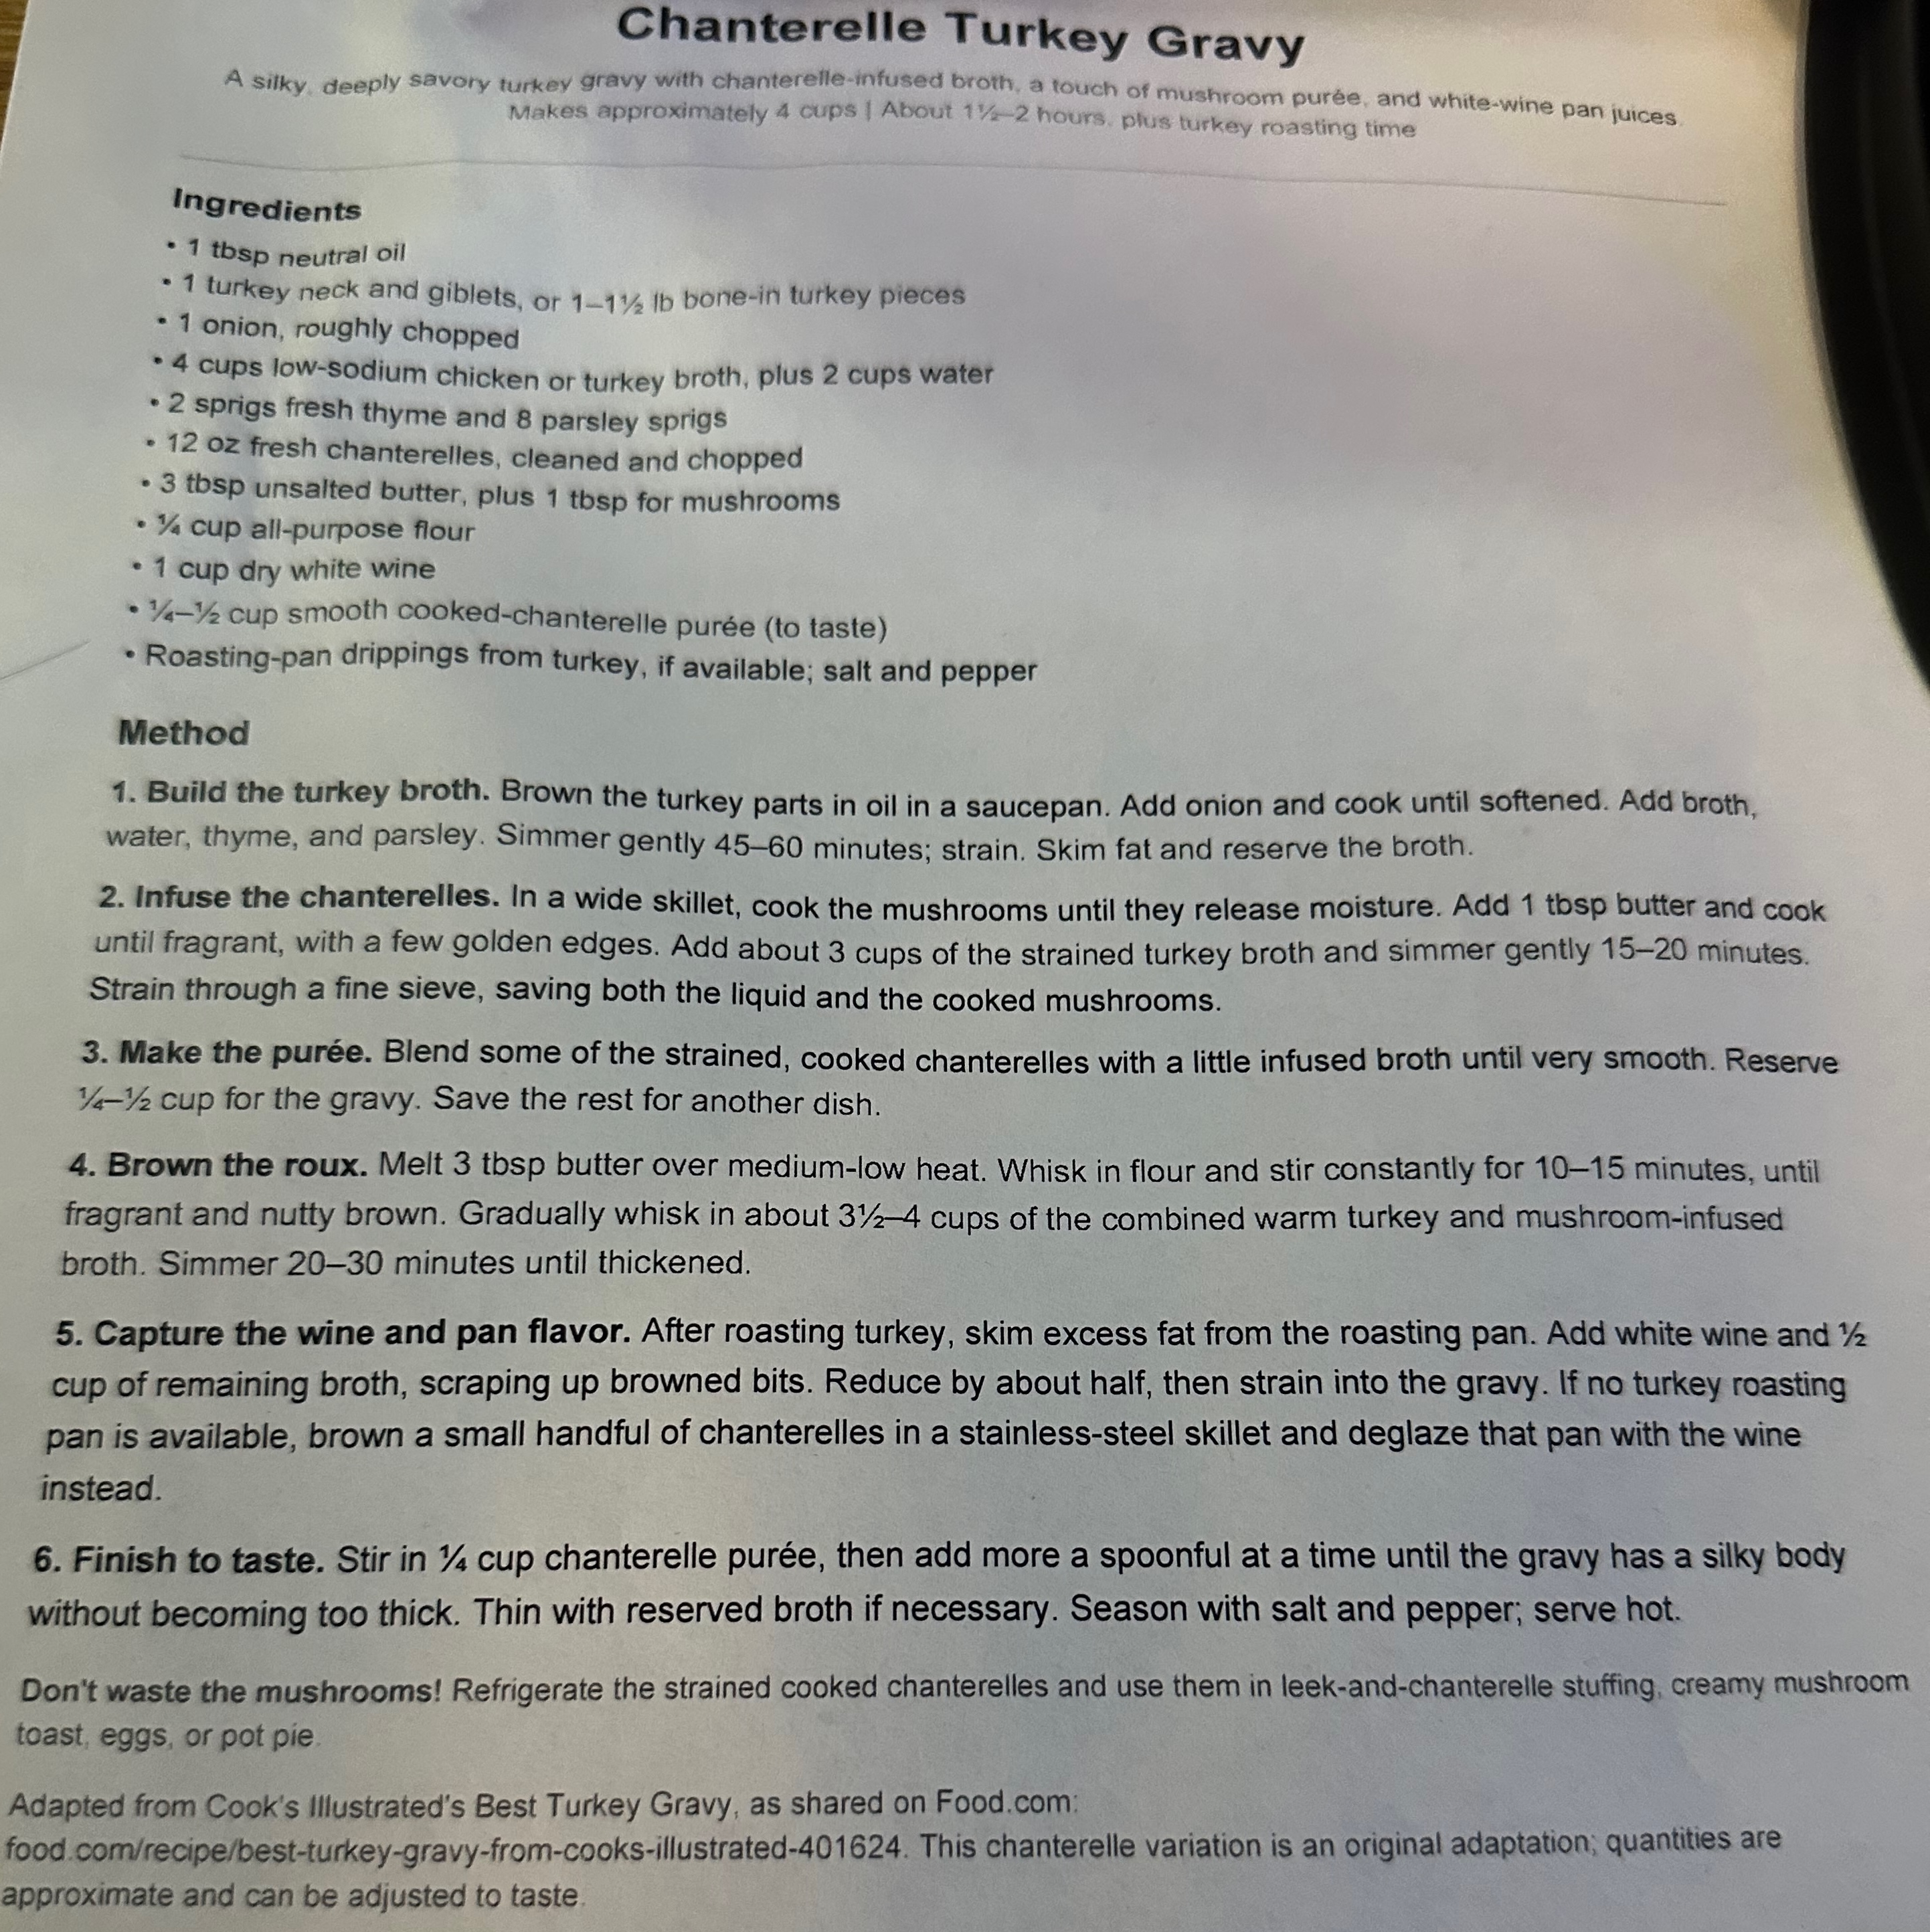 Chanterelle Turkey Gravy
A silky, deeply savory turkey gravy with chanterelle-infused broth, a touch of mushroom purée, and white-wine pan juices.
Makes approximately 4 cups | About 1½–2 hours, plus turkey roasting time
Ingredients
• 1 tbsp neutral oil
• 1 turkey neck and giblets, or 1–1½ lb bone-in turkey pieces
• 1 onion, roughly chopped
• 4 cups low-sodium chicken or turkey broth, plus 2 cups water
• 2 sprigs fresh thyme and 8 parsley sprigs
• 12 oz fresh chanterelles, cleaned and chopped
• 3 tbsp unsalted butter, plus 1 tbsp for mushrooms
• ¼ cup all-purpose flour
• 1 cup dry white wine
• ¼–½ cup smooth cooked-chanterelle purée (to taste)
• Roasting-pan drippings from turkey, if available; salt and pepper
Method
1. Build the turkey broth. Brown the turkey parts in oil in a saucepan. Add onion and cook until softened. Add broth,
water, thyme, and parsley. Simmer gently 45–60 minutes; strain. Skim fat and reserve the broth.
2. Infuse the chanterelles. In a wide skillet, cook the mushrooms until they release moisture. Add 1 tbsp butter and cook
until fragrant, with a few golden edges. Add about 3 cups of the strained turkey broth and simmer gently 15–20 minutes.
Strain through a fine sieve, saving both the liquid and the cooked mushrooms.
3. Make the purée. Blend some of the strained, cooked chanterelles with a little infused broth until very smooth. Reserve
¼–½ cup for the gravy. Save the rest for another dish.
4. Brown the roux. Melt 3 tbsp butter over medium-low heat. Whisk in flour and stir constantly for 10–15 minutes, until
fragrant and nutty brown. Gradually whisk in about 3½–4 cups of the combined warm turkey and mushroom-infused
broth. Simmer 20–30 minutes until thickened.
5. Capture the wine and pan flavor. After roasting turkey, skim excess fat from the roasting pan. Add white wine and ½
cup of remaining broth, scraping up browned bits. Reduce by about half, then strain into the gravy. If no turkey roasting
pan is available, brown a small handful of chanterelles in a stainless-steel skillet and deglaze that pan with the wine
instead.
6. Finish to taste. Stir in ¼ cup chanterelle purée, then add more a spoonful at a time until the gravy has a silky body
without becoming too thick. Thin with reserved broth if necessary. Season with salt and pepper; serve hot.
Don't waste the mushrooms! Refrigerate the strained cooked chanterelles and use them in leek-and-chanterelle stuffing, creamy mushroom
toast, eggs, or pot pie.
Adapted from Cook's Illustrated's Best Turkey Gravy, as shared on Food.com:
food.com/recipe/best-turkey-gravy-from-cooks-illustrated-401624. This chanterelle variation is an original adaptation; quantities are
approximate and can be adjusted to taste.